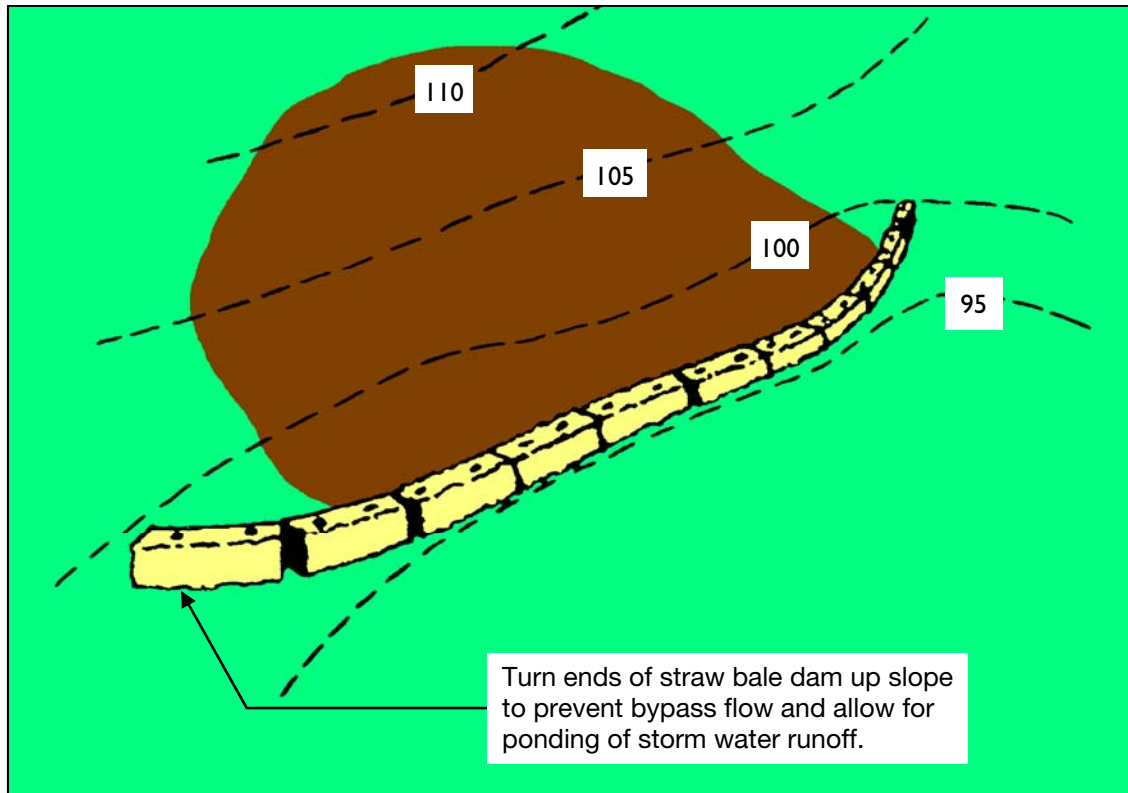 110
105
100
95
Turn ends of straw bale dam up slope
to prevent bypass flow and allow for
ponding of storm water runoff.